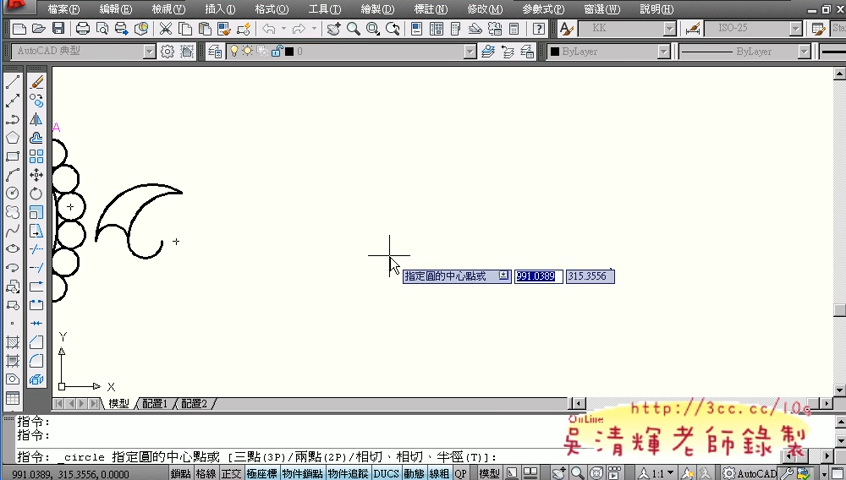 檔案(F) 編輯(E) 檢視(V) 插入(I) 格式(O) 工具(T) 繪製(D) 標註(N) 修改(M) 參數式(P) 視窗(W) 說明(H)
KK ISO-25
AutoCAD 典型 0 ByLayer ByLayer
A
指定圓的中心點或 991.0389 315.3556
Y
X
模型 配置1 配置2
指令:
指令:
指令: _circle 指定圓的中心點或 [三點(3P)/兩點(2P)/相切、相切、半徑(T)]:
http://3cc.cc/10g
OnLine
吳清輝老師錄製
991.0389, 315.3556, 0.0000 鎖點 格線 正交 極座標 物件鎖點 物件追蹤 DUCS 動態 線粗 QP 模型 1:1 AutoCAD